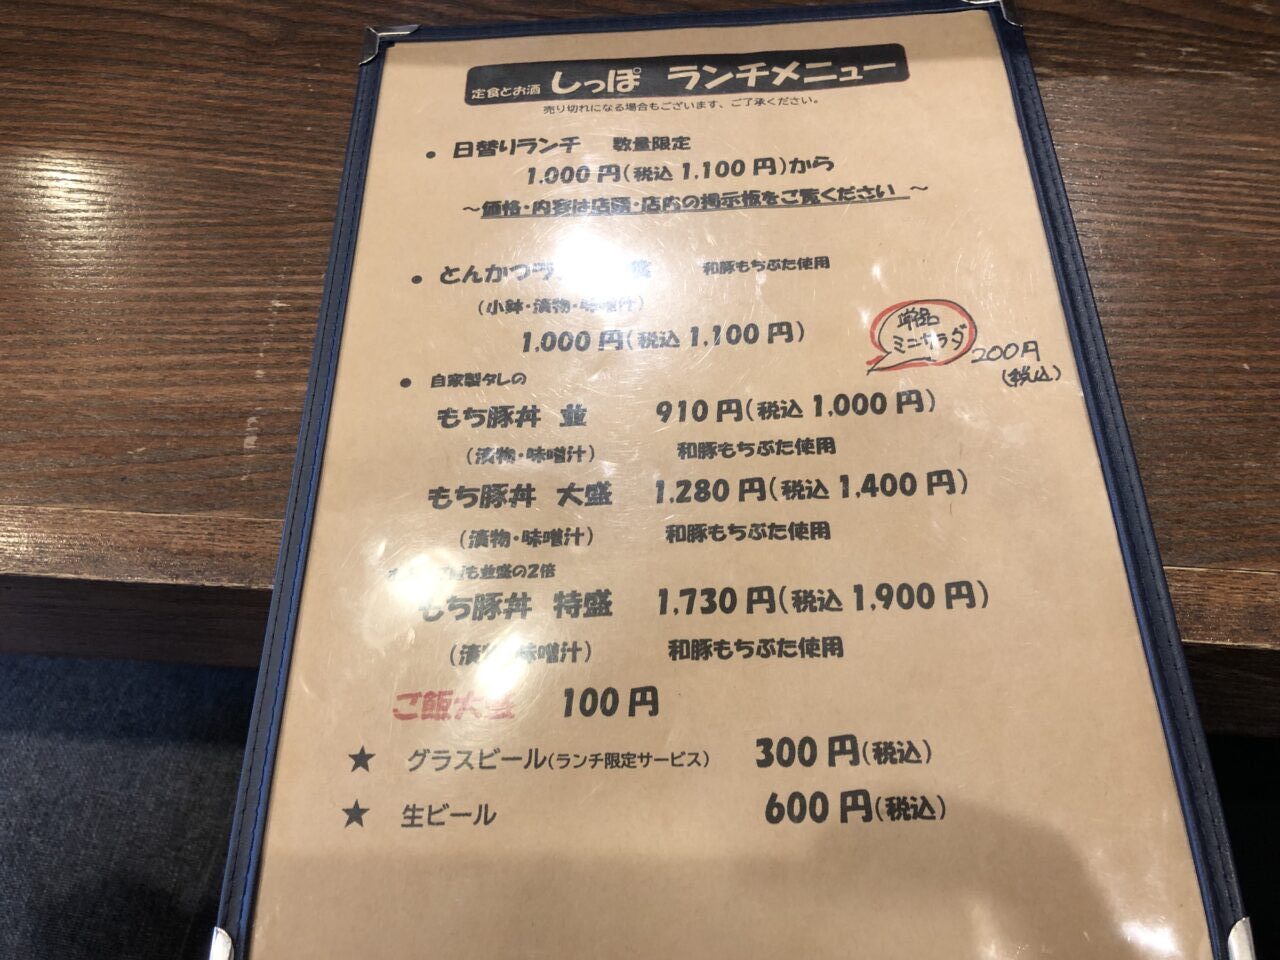 定食とお酒 しっぽ ランチメニュー
売り切れになる場合もございます、ご了承ください。
● 日替りランチ 数量限定
1,000円(税込1,100円)から
～価格・内容は店頭・店内の掲示板をご覧ください ～
● とんかつラ 和豚もちぶた使用
(小鉢・漬物・味噌汁)
1,000円(税込1,100円)
単品
ミニサラダ
200円
(税込)
● 自家製タレの
もち豚丼 並 910円(税込1,000円)
(漬物・味噌汁) 和豚もちぶた使用
もち豚丼 大盛 1,280円(税込1,400円)
(漬物・味噌汁) 和豚もちぶた使用
も並盛の2倍
もち豚丼 特盛 1,730円(税込1,900円)
(漬物・味噌汁) 和豚もちぶた使用
ご飯大盛 100円
★ グラスビール(ランチ限定サービス) 300円(税込)
★ 生ビール 600円(税込)